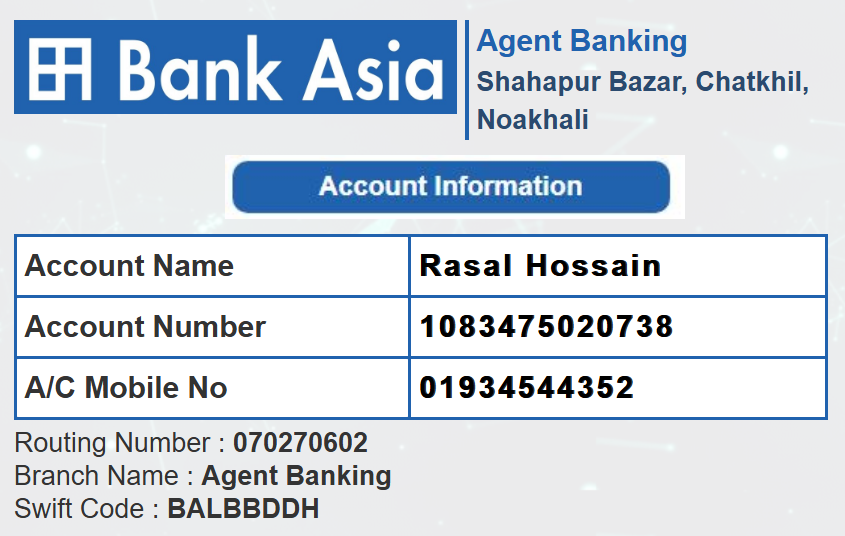 Bank Asia
Agent Banking
Shahapur Bazar, Chatkhil,
Noakhali
Account Information
Account Name Rasal Hossain
Account Number 1083475020738
A/C Mobile No 01934544352
Routing Number : 070270602
Branch Name : Agent Banking
Swift Code : BALBBDDH